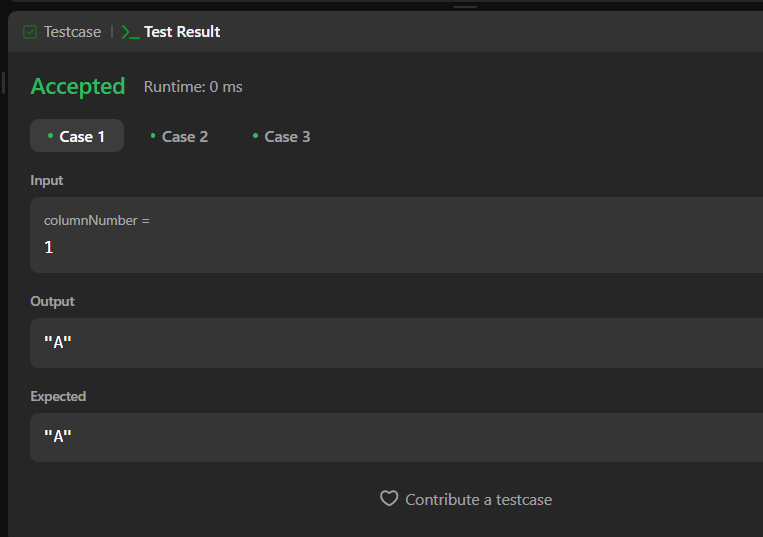 Testcase | >_ Test Result
Accepted Runtime: 0 ms
• Case 1 • Case 2 • Case 3
Input
columnNumber =
1
Output
"A"
Expected
"A"
Contribute a testcase